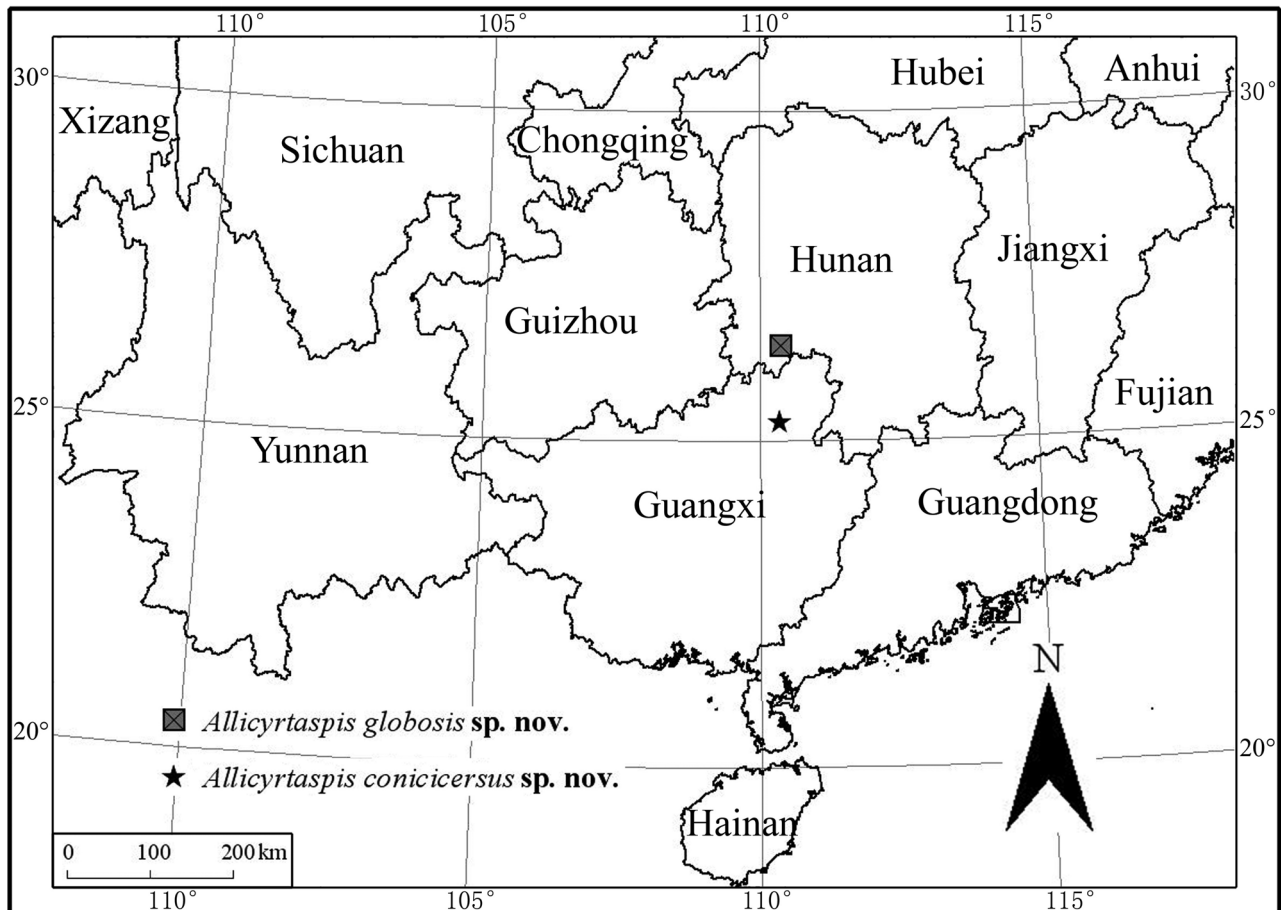 110° 105° 110° 115°
30° 30°
Hubei Anhui
Xizang Sichuan Chongqing
Hunan Jiangxi
Guizhou
Fujian
25° 25°
Yunnan Guangxi Guangdong
N
Allicyrtaspis globosis sp. nov.
20° 20°
Allicyrtaspis conicicersus sp. nov.
Hainan
0 100 200 km
110° 105° 110° 115°